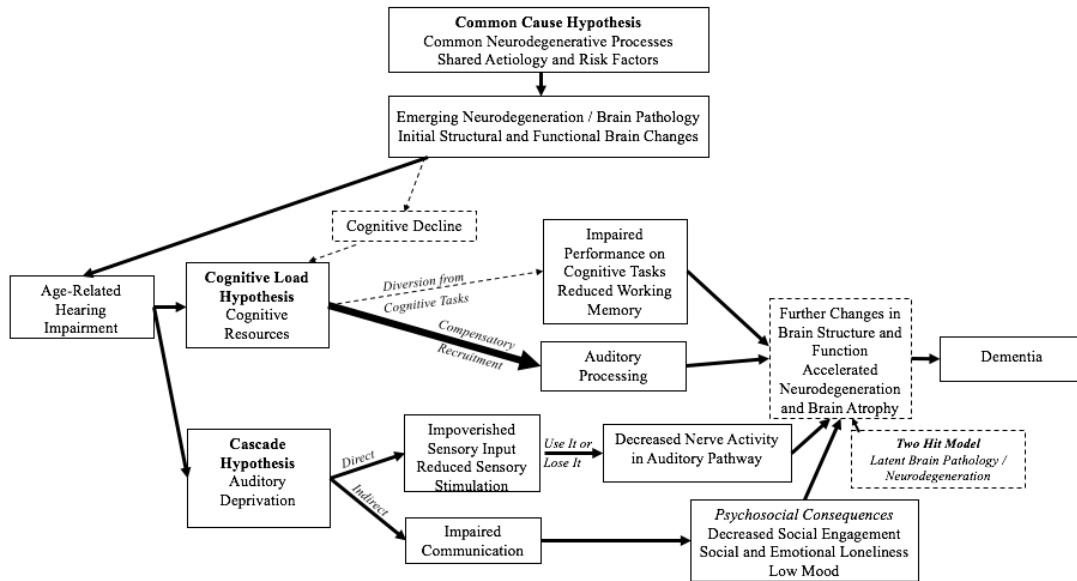 Common Cause Hypothesis
Common Neurodegenerative Processes
Shared Aetiology and Risk Factors
Emerging Neurodegeneration / Brain Pathology
Initial Structural and Functional Brain Changes
Cognitive Decline
Age-Related
Hearing
Impairment
Cognitive Load
Hypothesis
Cognitive
Resources
Diversion from
Cognitive Tasks
Compensatory
Recruitment
Impaired
Performance on
Cognitive Tasks
Reduced Working
Memory
Auditory
Processing
Further Changes in
Brain Structure and
Function
Accelerated
Neurodegeneration
and Brain Atrophy
Dementia
Cascade
Hypothesis
Auditory
Deprivation
Direct
Indirect
Impoverished
Sensory Input
Reduced Sensory
Stimulation
Use It or
Lose It
Decreased Nerve Activity
in Auditory Pathway
Two Hit Model
Latent Brain Pathology /
Neurodegeneration
Impaired
Communication
Psychosocial Consequences
Decreased Social Engagement
Social and Emotional Loneliness
Low Mood